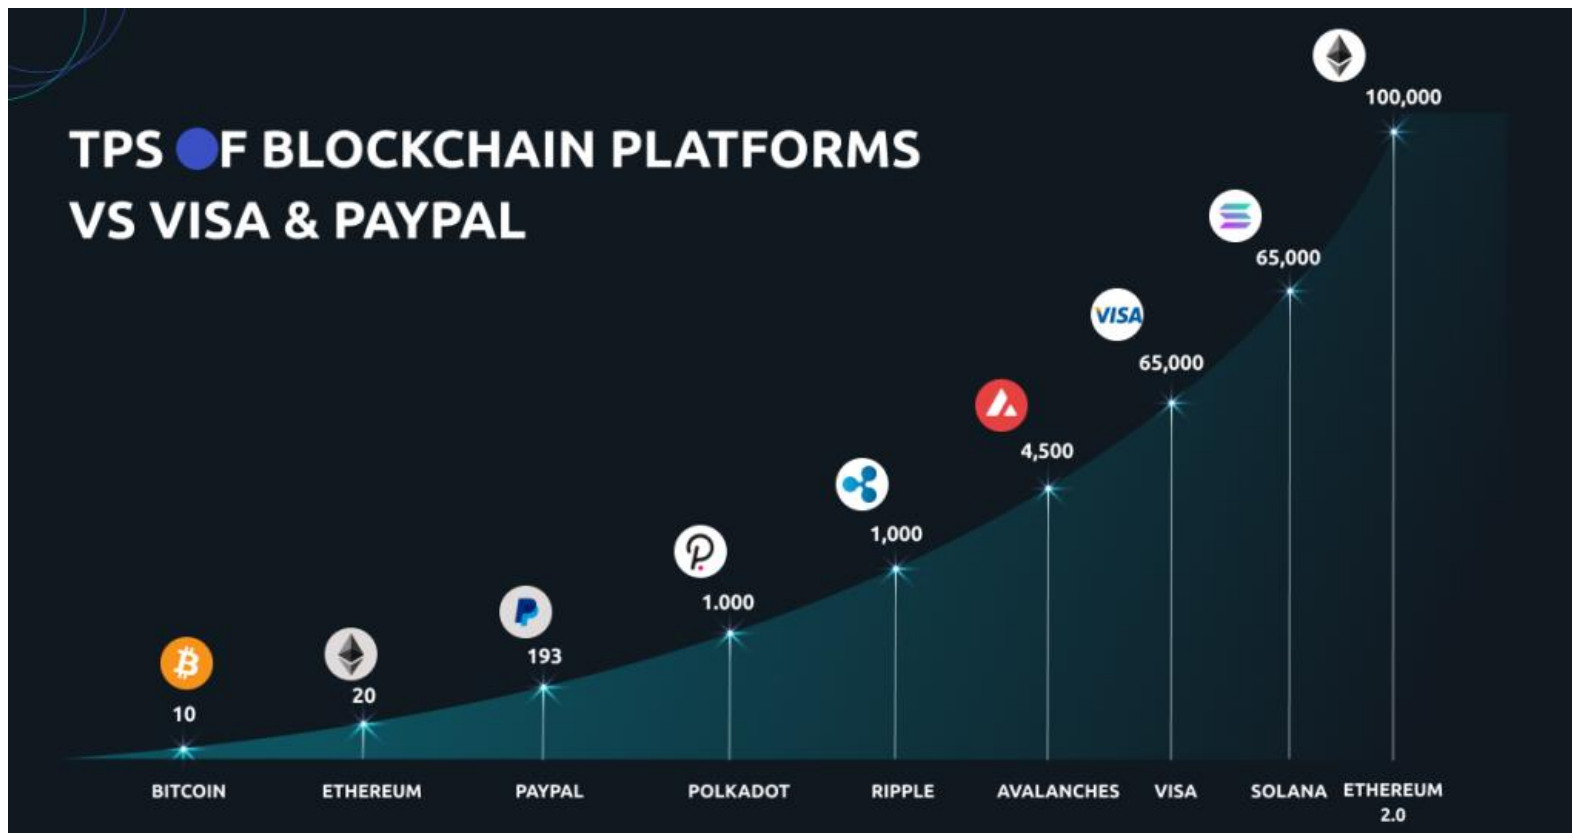 TPS OF BLOCKCHAIN PLATFORMS
VS VISA & PAYPAL
10
20
193
1.000
1,000
4,500
VISA
65,000
65,000
100,000
BITCOIN
ETHEREUM
PAYPAL
POLKADOT
RIPPLE
AVALANCHES
VISA
SOLANA
ETHEREUM
2.0